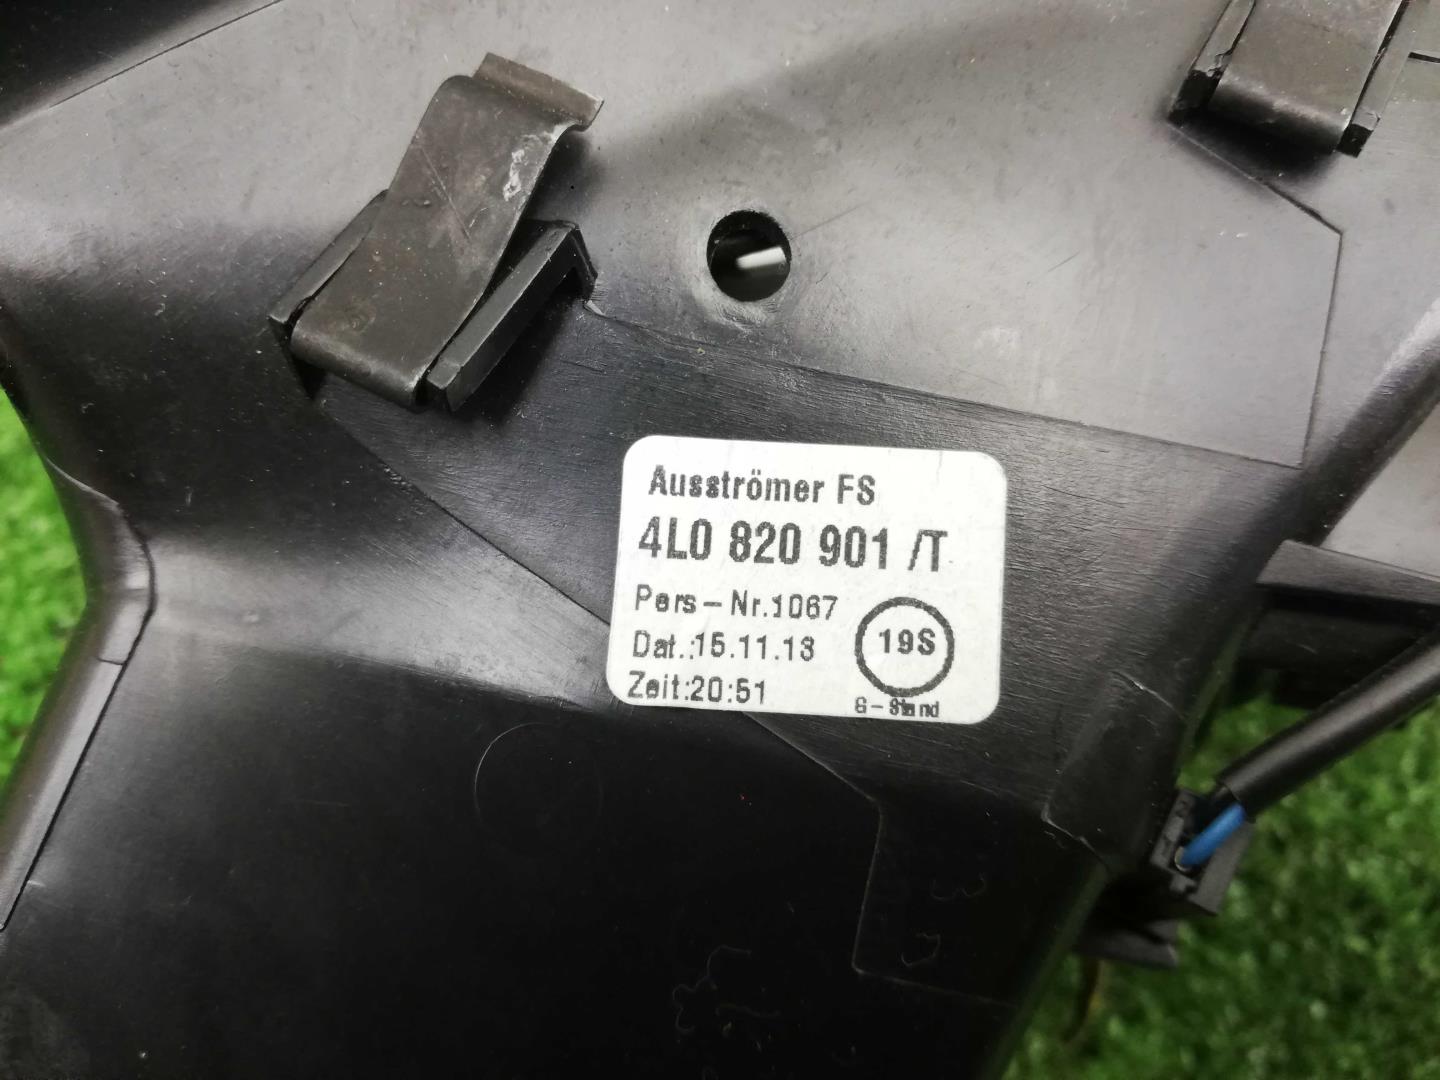 Ausströmer FS
4L0 820 901 /T
Pers-Nr.1067
Dat.:15.11.13
Zeit:20:51
19S
G-Stand